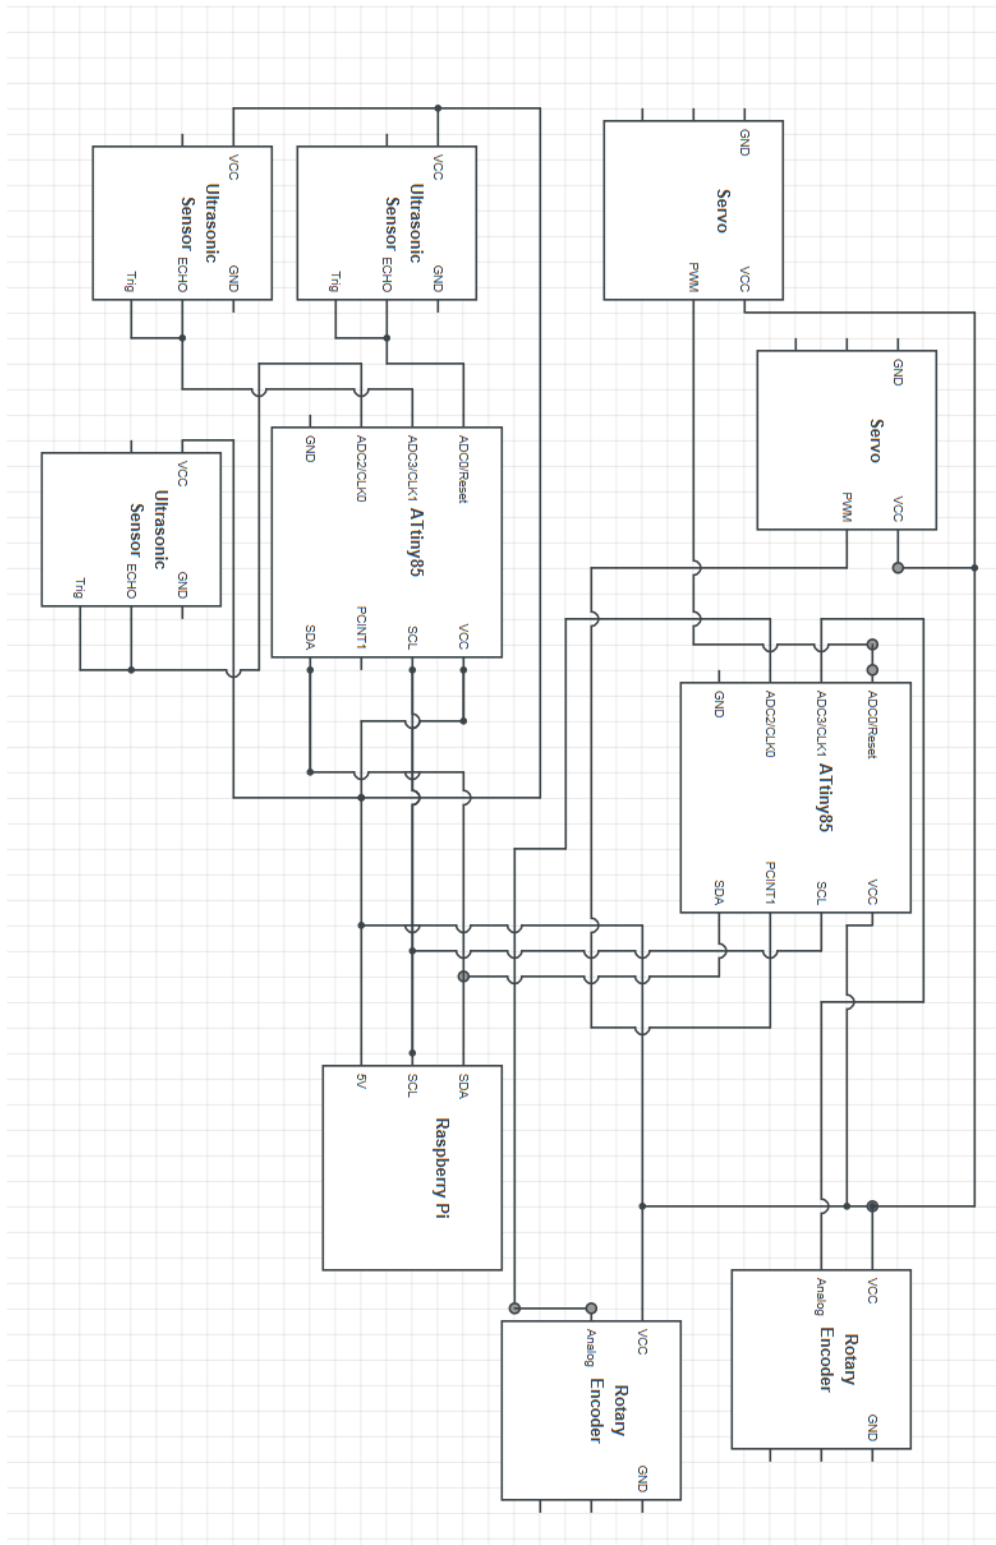 VCC
Ultrasonic
Sensor
ECHO
Trig
GND
VCC
Ultrasonic
Sensor
ECHO
Trig
GND
GND
Servo
PWM
VCC
GND
Servo
PWM
VCC
VCC
Ultrasonic
Sensor
ECHO
Trig
GND
GND
ADC2/CLK0
ADC3/CLK1
ADC0/Reset
ATtiny85
SDA
PCINT1
SCL
VCC
GND
ADC2/CLK0
ADC3/CLK1
ADC0/Reset
ATtiny85
SDA
PCINT1
SCL
VCC
5V
SCL
SDA
Raspberry Pi
Analog
VCC
Rotary
Encoder
GND
Analog
VCC
Rotary
Encoder
GND